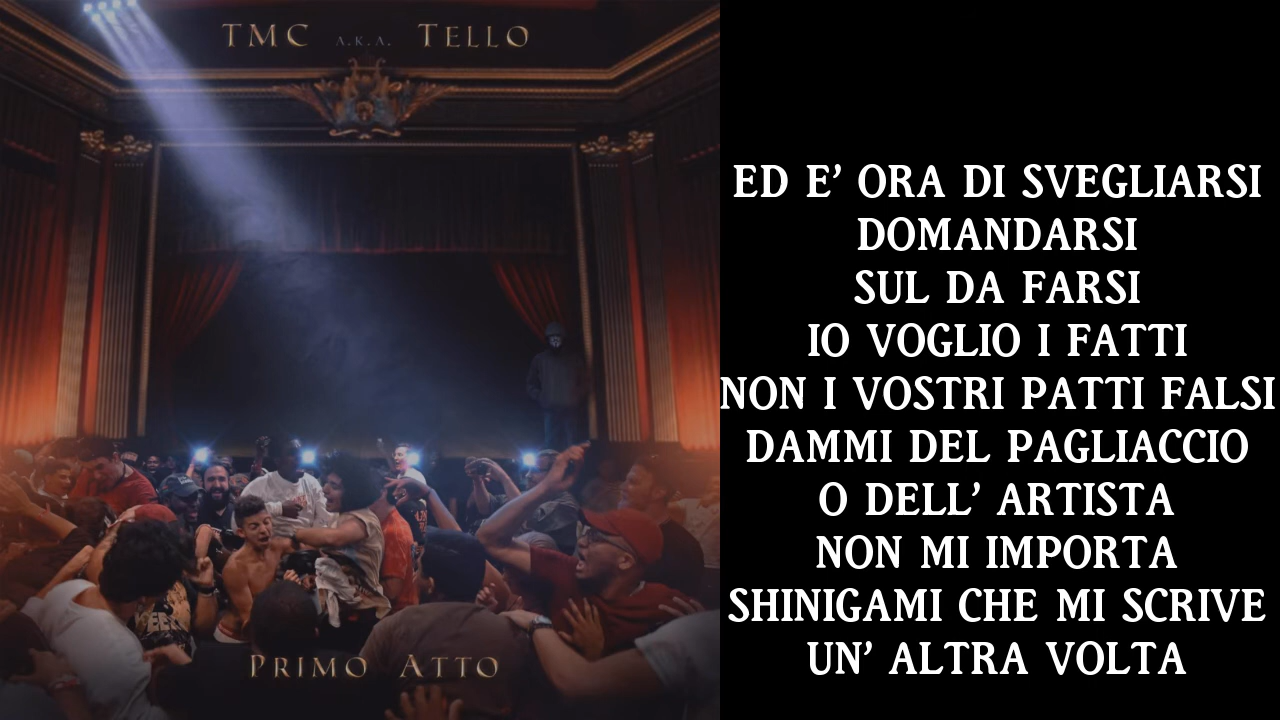 TMC A.K.A. TELLO
PRIMO ATTO
ED E' ORA DI SVEGLIARSI
DOMANDARSI
SUL DA FARSI
IO VOGLIO I FATTI
NON I VOSTRI PATTI FALSI
DAMMI DEL PAGLIACCIO
O DELL' ARTISTA
NON MI IMPORTA
SHINIGAMI CHE MI SCRIVE
UN' ALTRA VOLTA